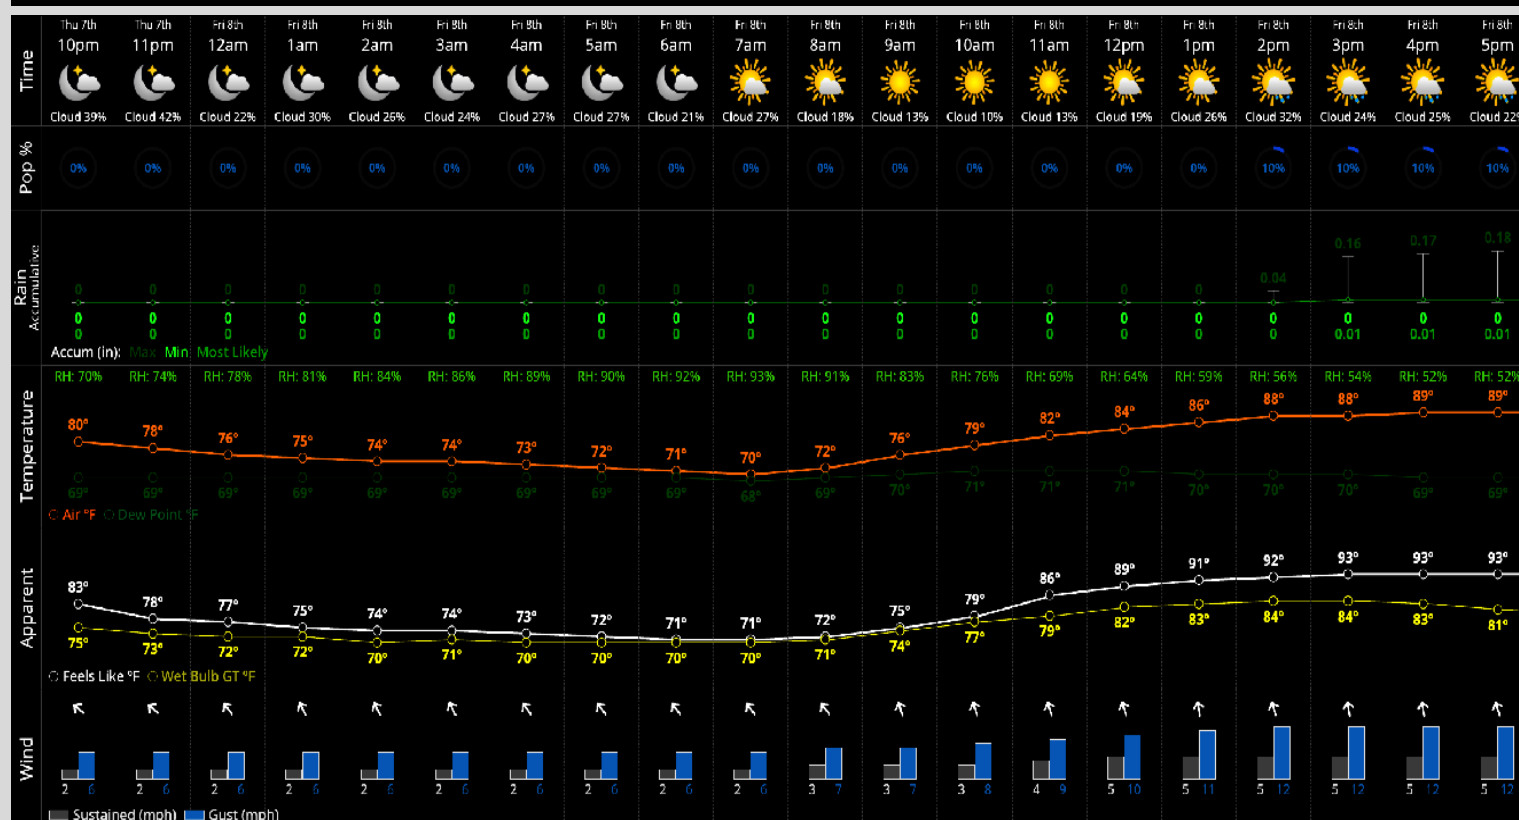 Time
Thu 7th Thu 7th Fri 8th Fri 8th Fri 8th Fri 8th Fri 8th Fri 8th Fri 8th Fri 8th Fri 8th Fri 8th Fri 8th Fri 8th Fri 8th Fri 8th Fri 8th Fri 8th Fri 8th Fri 8th
10pm 11pm 12am 1am 2am 3am 4am 5am 6am 7am 8am 9am 10am 11am 12pm 1pm 2pm 3pm 4pm 5pm
Cloud 39% Cloud 42% Cloud 22% Cloud 30% Cloud 26% Cloud 24% Cloud 27% Cloud 27% Cloud 21% Cloud 27% Cloud 18% Cloud 13% Cloud 10% Cloud 13% Cloud 19% Cloud 26% Cloud 32% Cloud 24% Cloud 25% Cloud 22%
Pop %
0% 0% 0% 0% 0% 0% 0% 0% 0% 0% 0% 0% 0% 0% 0% 0% 10% 10% 10% 10%
Rain
Accumulative
0 0 0 0 0 0 0 0 0 0 0 0 0 0 0 0 0.04 0.16 0.17 0.18
0 0 0 0 0 0 0 0 0 0 0 0 0 0 0 0 0 0 0 0
0 0 0 0 0 0 0 0 0 0 0 0 0 0 0 0 0 0.01 0.01 0.01
Accum (in): Max Min Most Likely
Temperature
RH: 70% RH: 74% RH: 78% RH: 81% RH: 84% RH: 86% RH: 89% RH: 90% RH: 92% RH: 93% RH: 91% RH: 83% RH: 76% RH: 69% RH: 64% RH: 59% RH: 56% RH: 54% RH: 52% RH: 52%
80° 78° 76° 75° 74° 74° 73° 72° 71° 70° 72° 76° 79° 82° 84° 86° 88° 88° 89° 89°
69° 69° 69° 69° 69° 69° 69° 69° 69° 68° 69° 70° 71° 71° 71° 70° 70° 70° 69° 69°
Air °F Dew Point °F
Apparent
83° 78° 77° 75° 74° 74° 73° 72° 71° 71° 72° 75° 79° 86° 89° 91° 92° 93° 93° 93°
75° 73° 72° 72° 70° 71° 70° 70° 70° 70° 71° 74° 77° 79° 82° 83° 84° 84° 83° 81°
Feels Like °F Wet Bulb GT °F
Wind
2 6 2 6 2 6 2 6 2 6 2 6 2 6 2 6 2 6 2 6 3 7 3 7 3 8 4 9 5 10 5 11 5 12 5 12 5 12 5 12
Sustained (mph) Gust (mph)